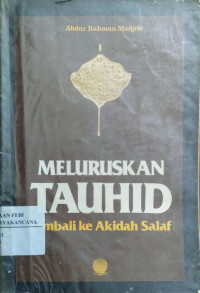 Abdur Rahman Madjrie
MELURUSKAN
TAUHID
mbali ke Akidah Salaf